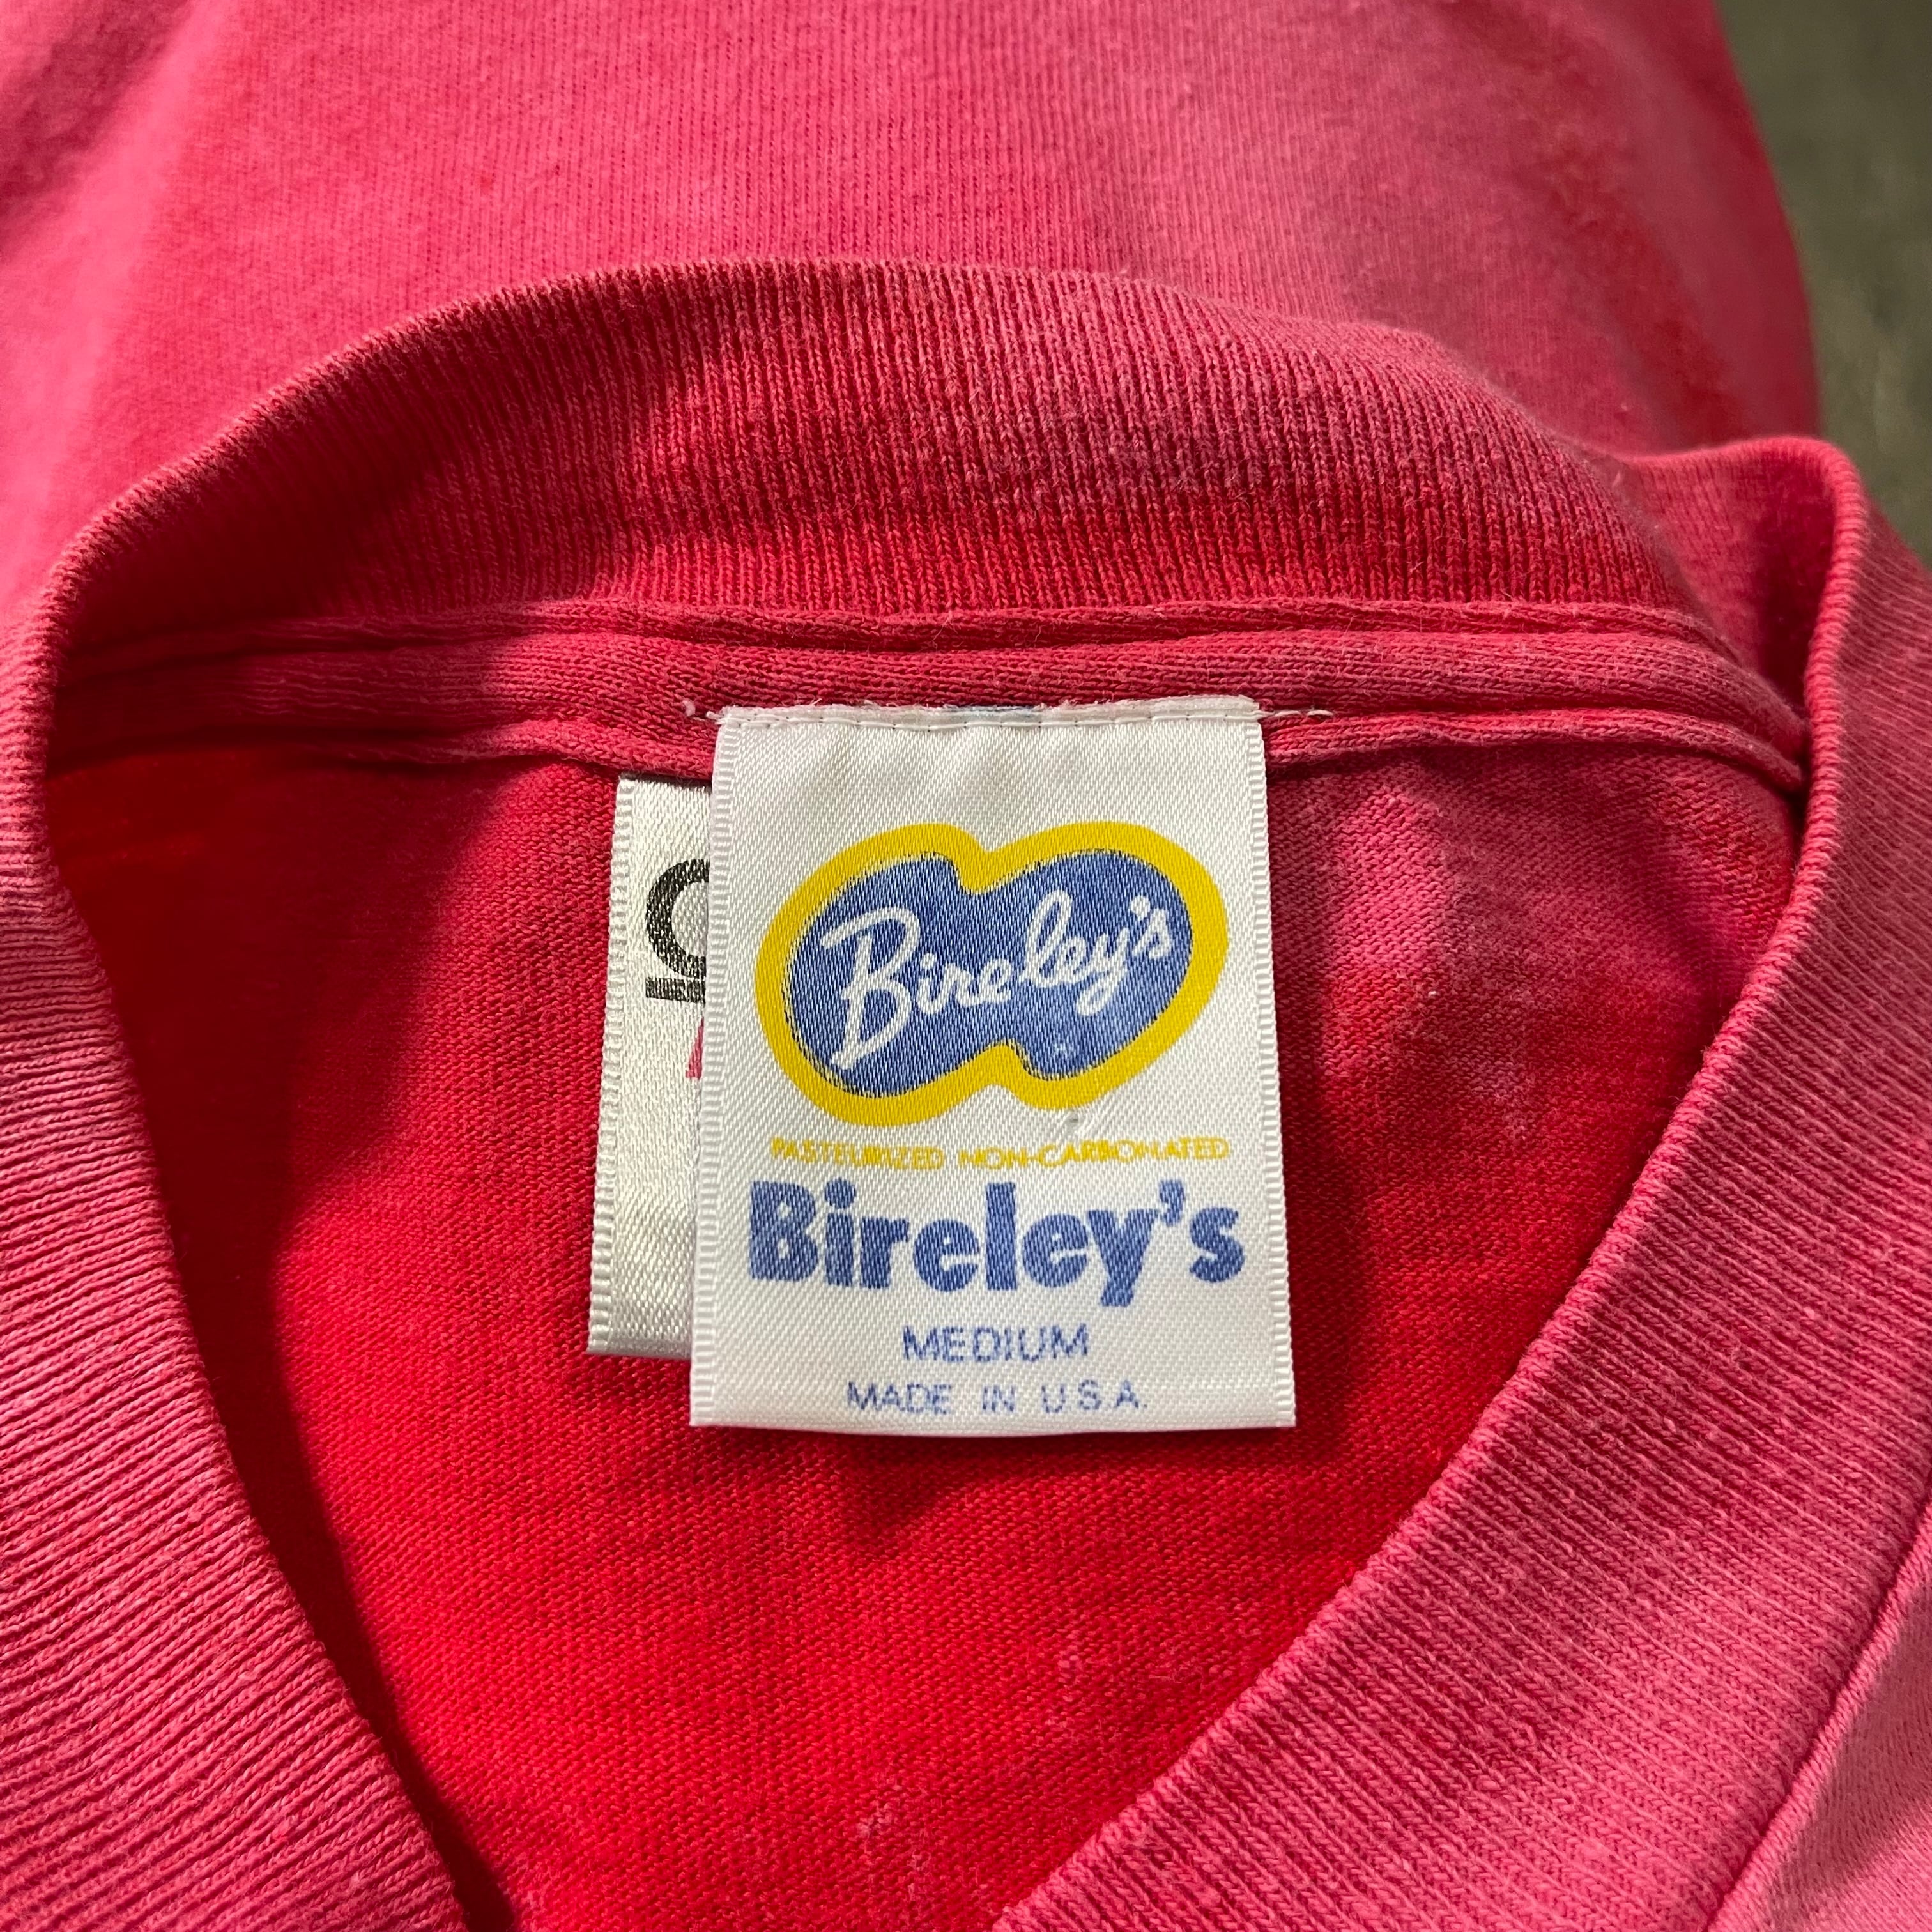 Bireley's
PASTEURIZED NON-CARBONATED
Bireley's
MEDIUM
MADE IN U.S.A.